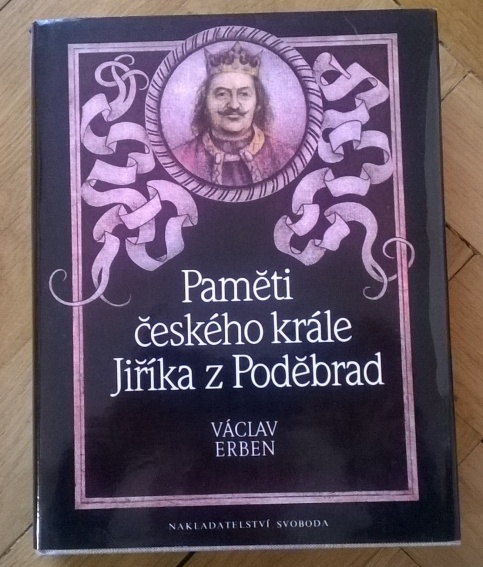 Paměti
českého krále
Jiříka z Poděbrad
VÁCLAV
ERBEN
NAKLADATELSTVÍ SVOBODA